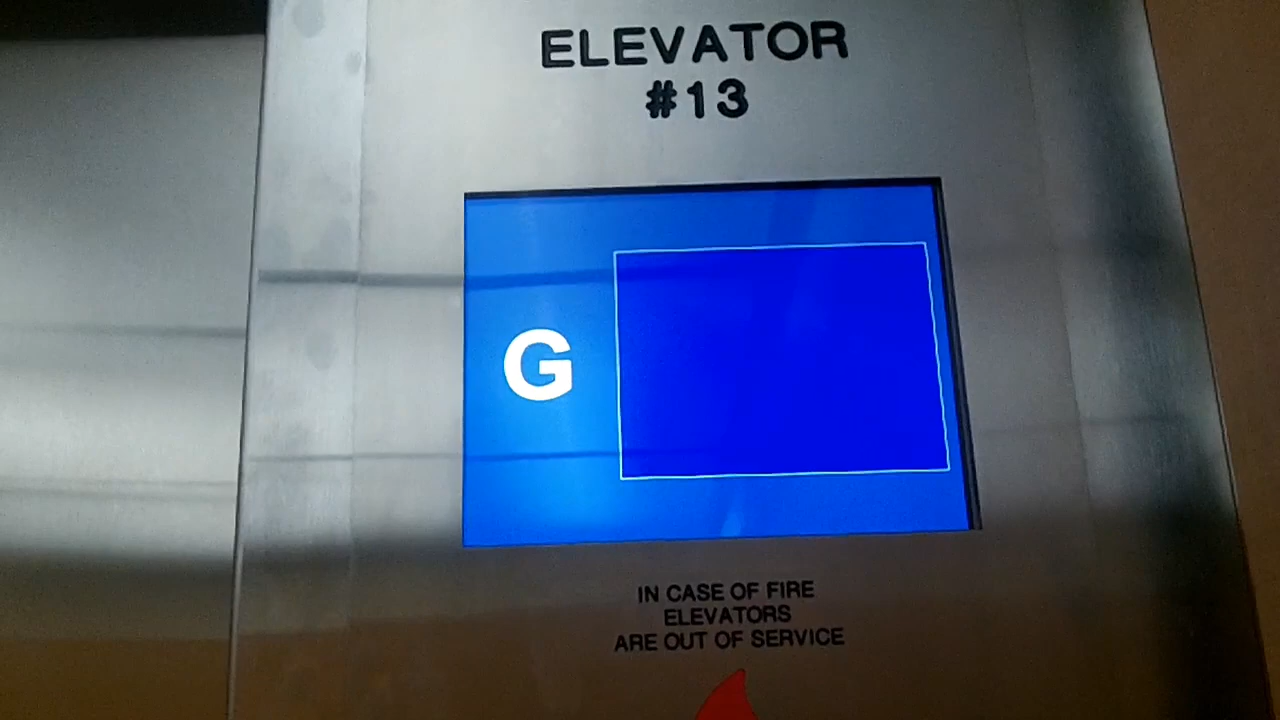 ELEVATOR
#13
G
IN CASE OF FIRE
ELEVATORS
ARE OUT OF SERVICE